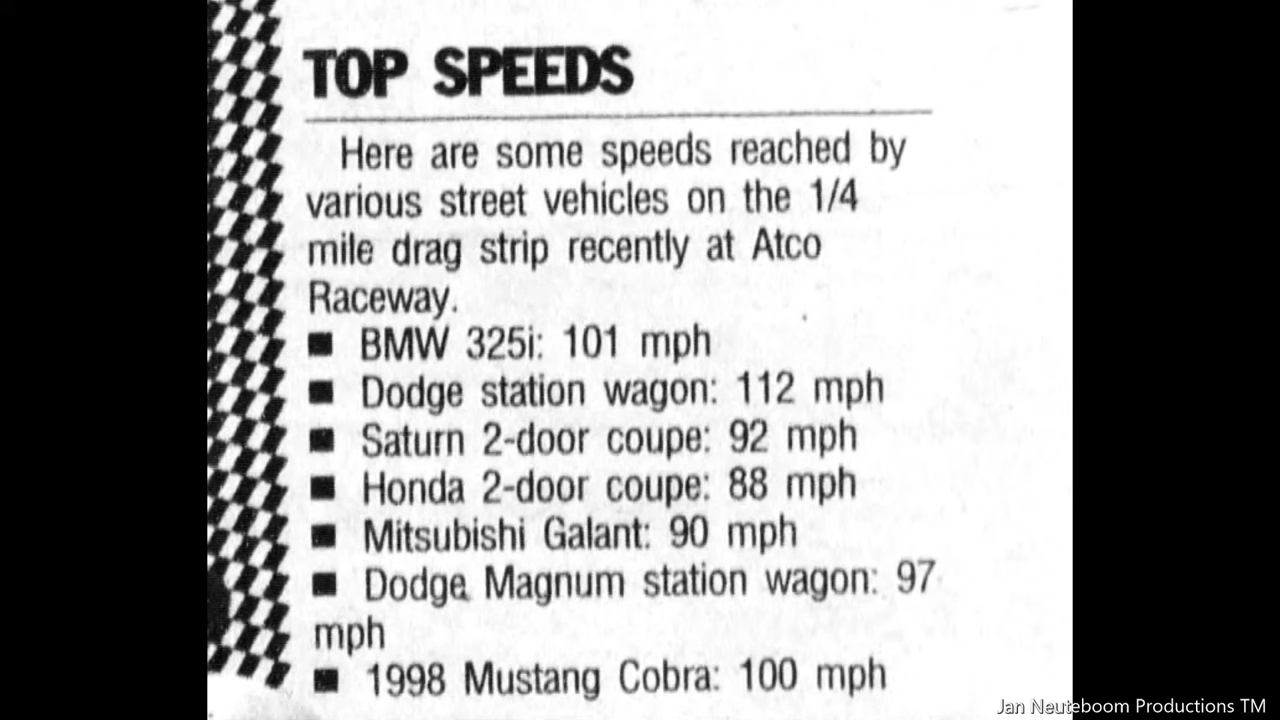 TOP SPEEDS
Here are some speeds reached by
various street vehicles on the 1/4
mile drag strip recently at Atco
Raceway.
■ BMW 325i: 101 mph
■ Dodge station wagon: 112 mph
■ Saturn 2-door coupe: 92 mph
■ Honda 2-door coupe: 88 mph
■ Mitsubishi Galant: 90 mph
■ Dodge Magnum station wagon: 97
mph
■ 1998 Mustang Cobra: 100 mph
Jan Neuteboom Productions TM